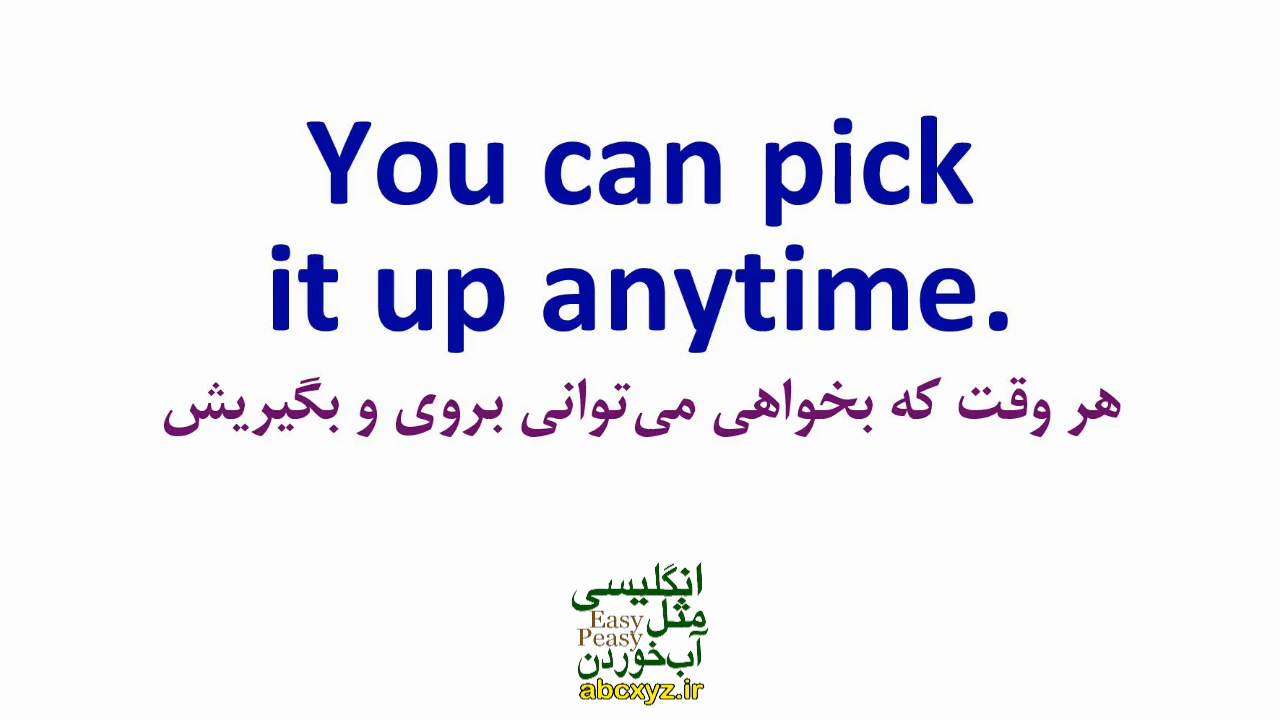 You can pick
it up anytime.
هر وقت که بخواهی می‌توانی بروی و بگیریش
انگلیسی
مثل
Easy
Peasy
آب‌خوردن
abcxyz.ir